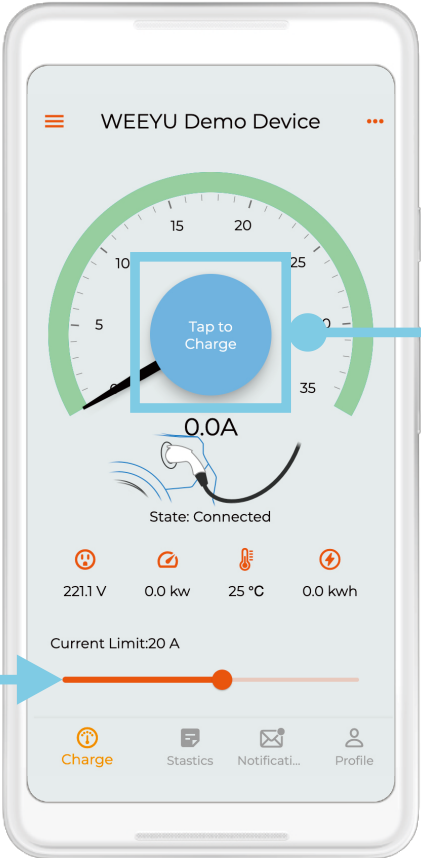 WEEYU Demo Device
15
20
10
25
5
0
35
Tap to
Charge
0.0A
State: Connected
221.1 V
0.0 kw
25 °C
0.0 kwh
Current Limit:20 A
Charge
Stastics
Notificati...
Profile